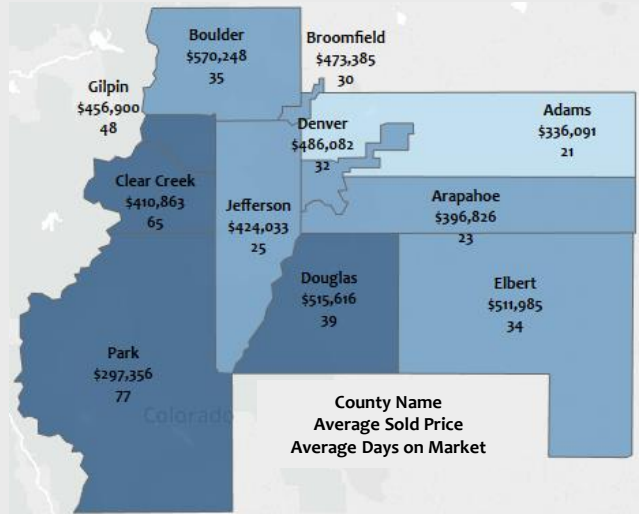 Boulder
$570,248
35
Broomfield
$473,385
30
Gilpin
$456,900
48
Denver
$486,082
32
Adams
$336,091
21
Clear Creek
$410,863
65
Jefferson
$424,033
25
Arapahoe
$396,826
23
Douglas
$515,616
39
Elbert
$511,985
34
Park
$297,356
77
Colorado
County Name
Average Sold Price
Average Days on Market